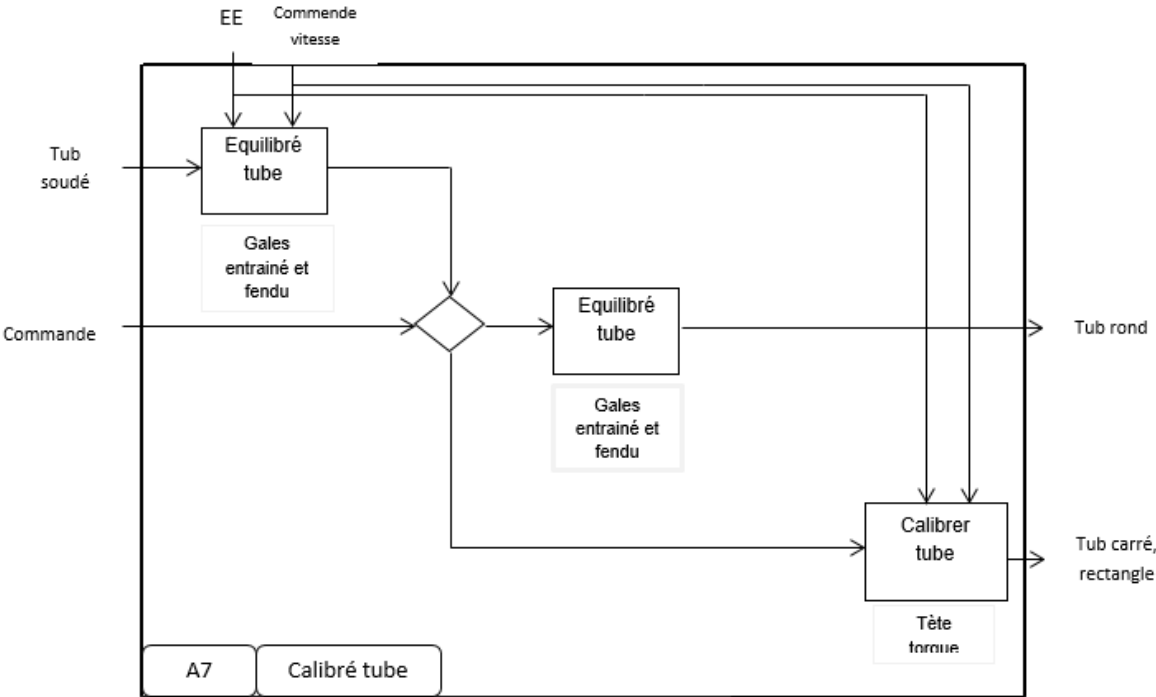 EE
Commende
vitesse
Equilibré
tube
Tub
soudé
Gales
entrainé et
fendu
Commande
Equilibré
tube
Tub rond
Gales
entrainé et
fendu
Calibrer
tube
Tub carré,
rectangle
Tète
torque
A7
Calibré tube